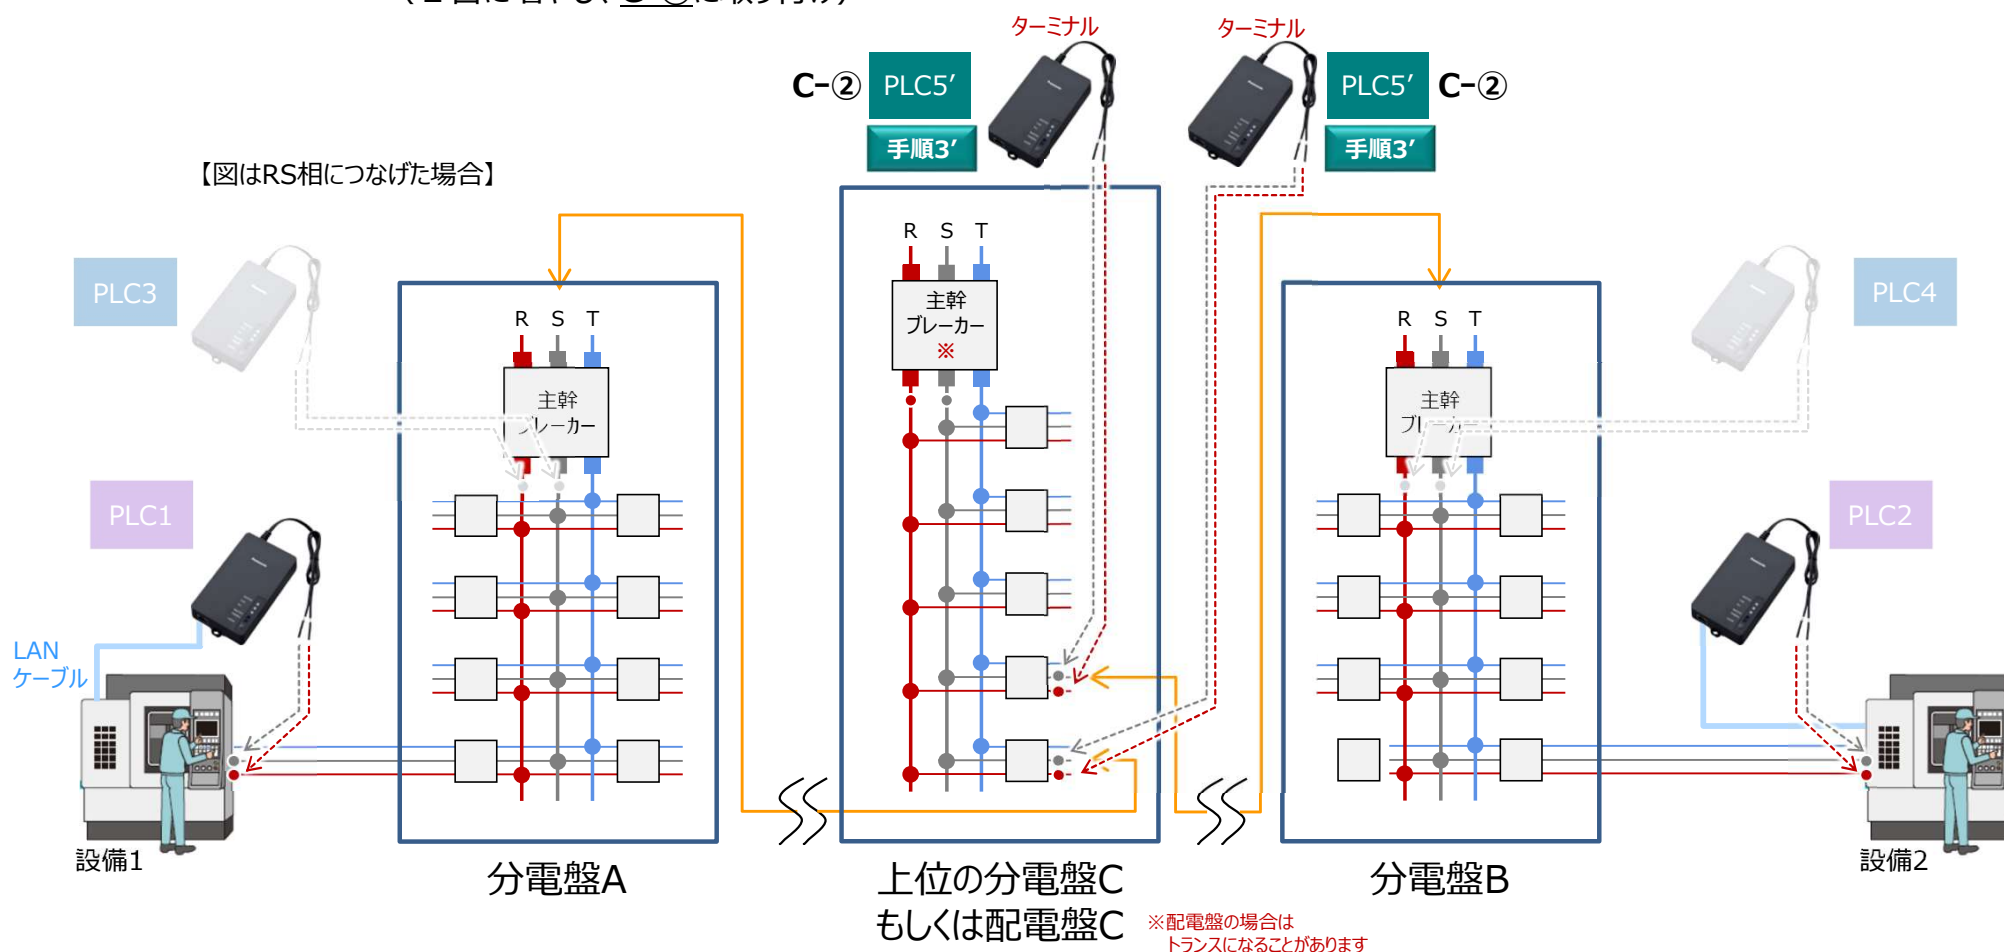 ターミナル
ターミナル
C-② PLC5’
PLC5’ C-②
手順3’
手順3’
【図はRS相につなげた場合】
R S T
主幹
ブレーカー
※
PLC3
PLC4
R S T
主幹
ブレーカー
R S T
主幹
ブレーカー
PLC1
PLC2
LAN
ケーブル
設備1
設備2
分電盤A
上位の分電盤C
もしくは配電盤C
分電盤B
※配電盤の場合は
トランスになることがあります